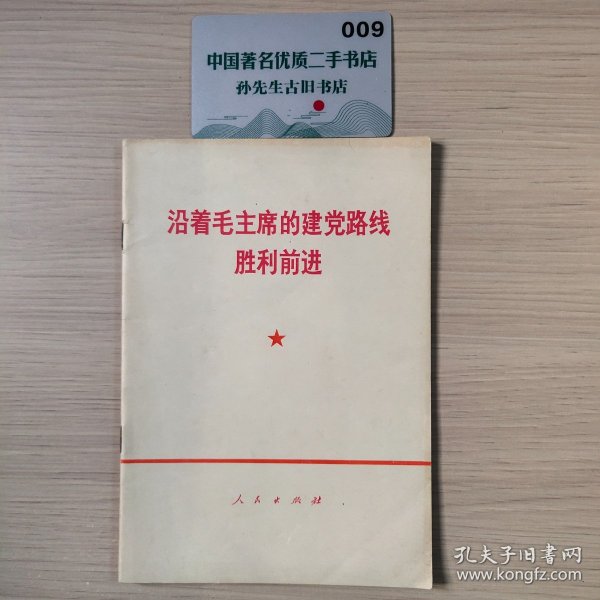 009
中国著名优质二手书店
孙先生古旧书店
沿着毛主席的建党路线
胜利前进
人民出版社
孔夫子旧书网
www.kongfz.com